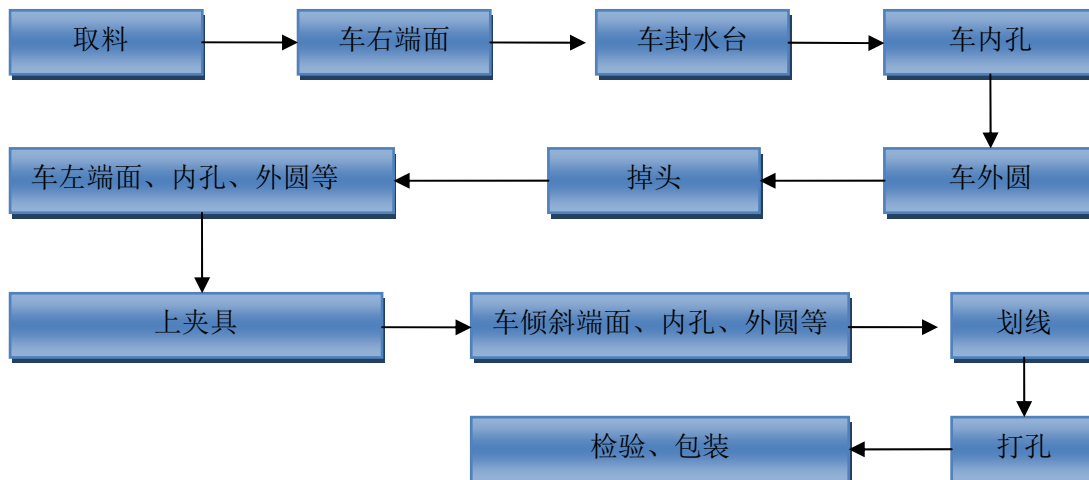 取料
车右端面
车封水台
车内孔
车外圆
掉头
车左端面、内孔、外圆等
上夹具
车倾斜端面、内孔、外圆等
划线
打孔
检验、包装